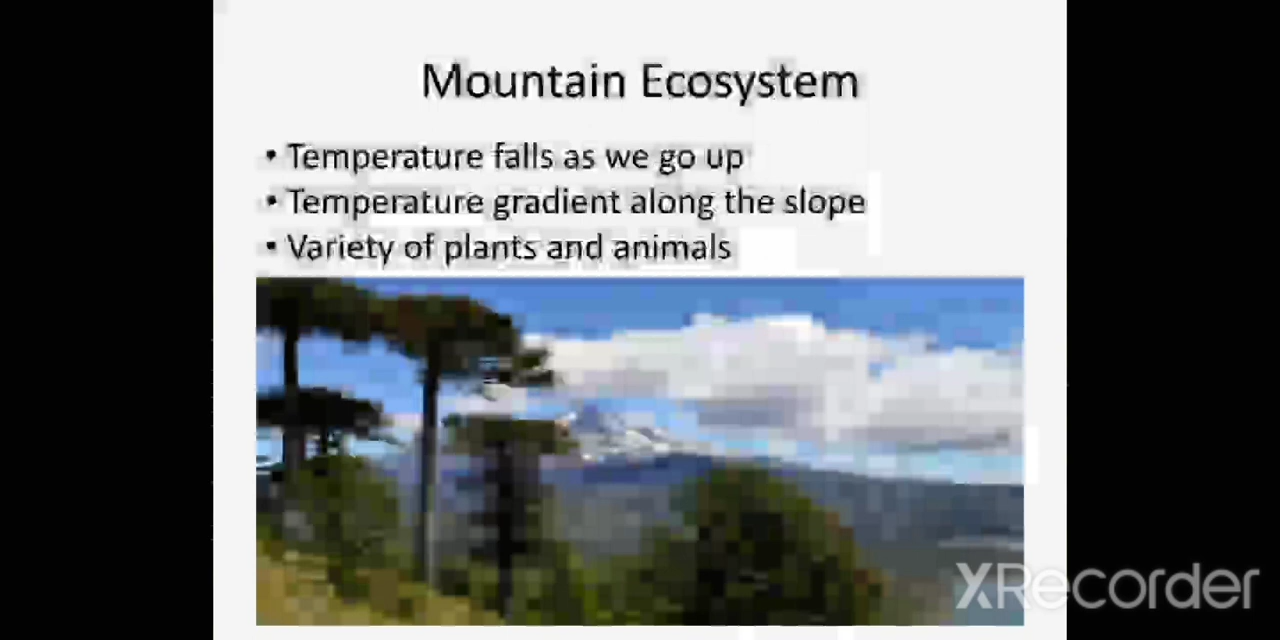 Mountain Ecosystem
• Temperature falls as we go up
• Temperature gradient along the slope
• Variety of plants and animals
XRecorder